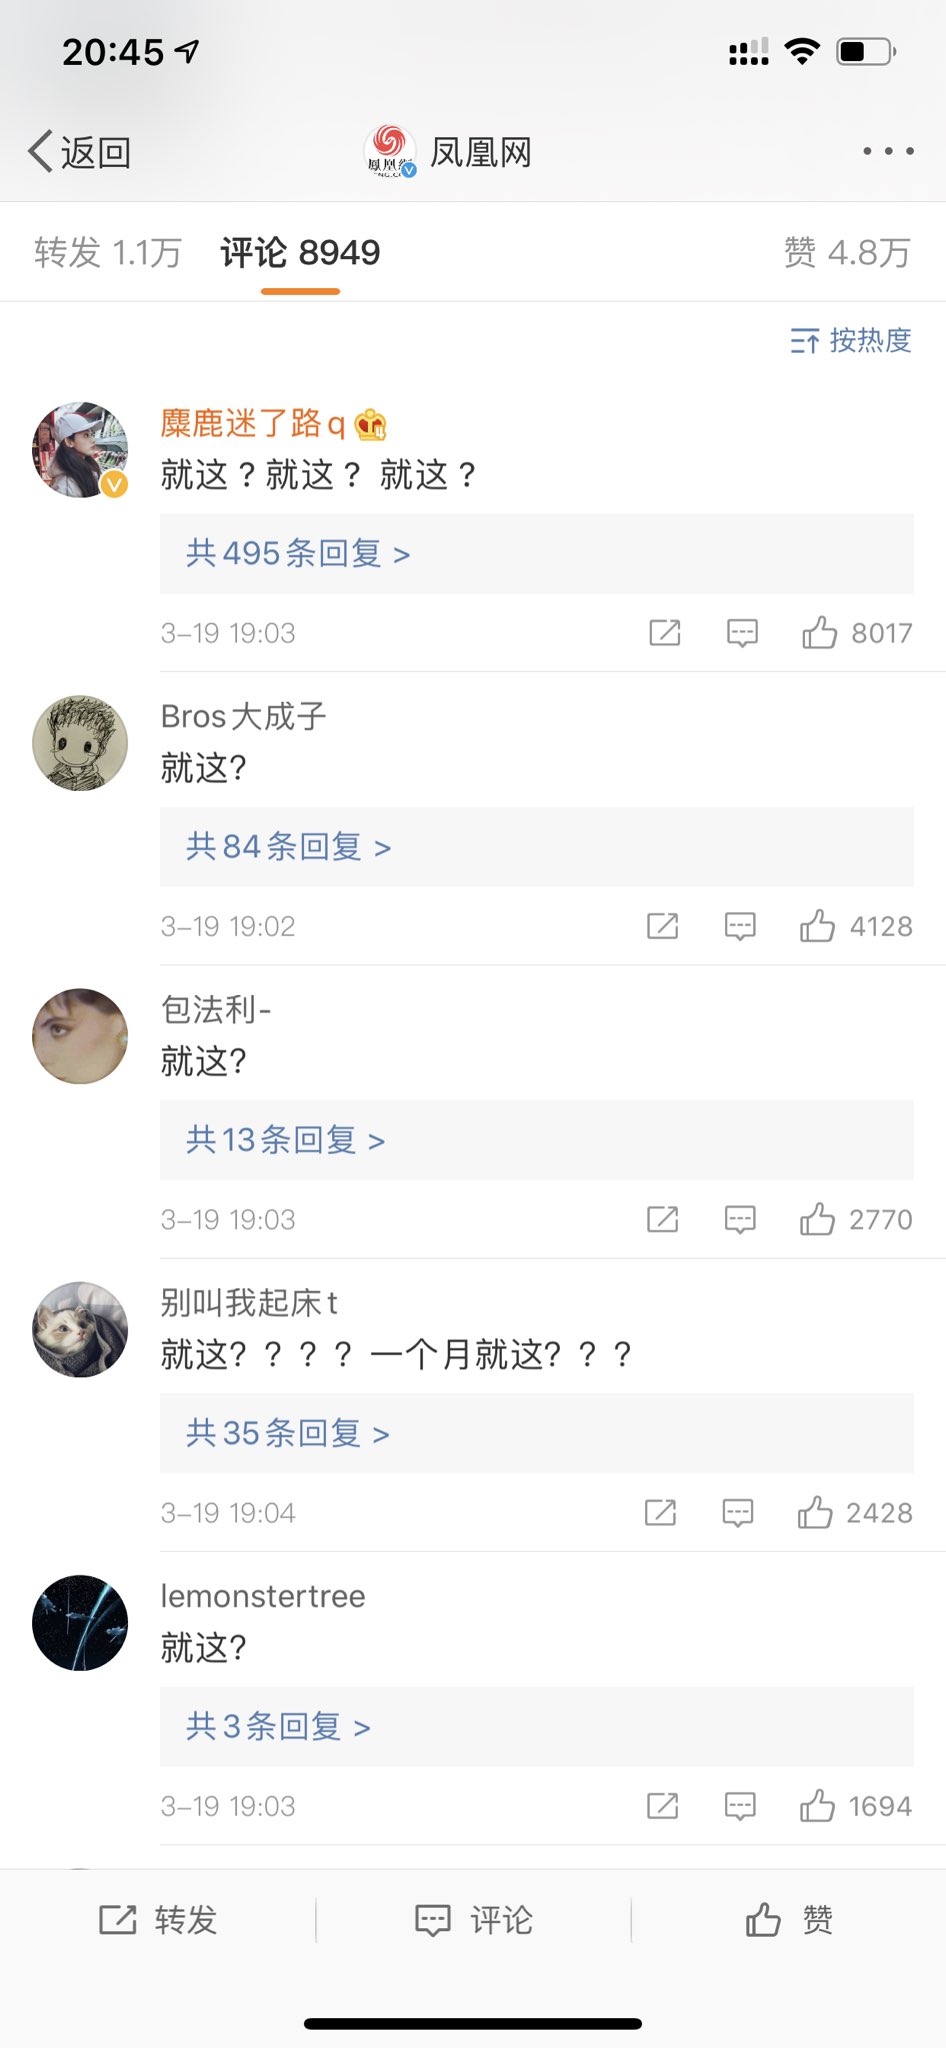 20:45
返回
鳳凰網
凤凰网
转发 1.1万
评论 8949
赞 4.8万
按热度
麋鹿迷了路q
就这？就这？ 就这？
共495条回复 >
3-19 19:03
8017
Bros大成子
就这?
共84条回复 >
3-19 19:02
4128
包法利-
就这?
共13条回复 >
3-19 19:03
2770
别叫我起床t
就这? ？？？一个月就这? ？？
共35条回复 >
3-19 19:04
2428
lemonstertree
就这?
共3条回复 >
3-19 19:03
1694
转发
评论
赞